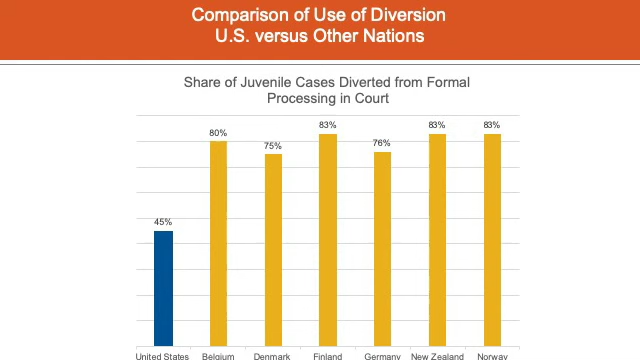 Comparison of Use of Diversion
U.S. versus Other Nations
Share of Juvenile Cases Diverted from Formal
Processing in Court
45%
80%
75%
83%
76%
83%
83%
United States
Belgium
Denmark
Finland
Germany
New Zealand
Norway